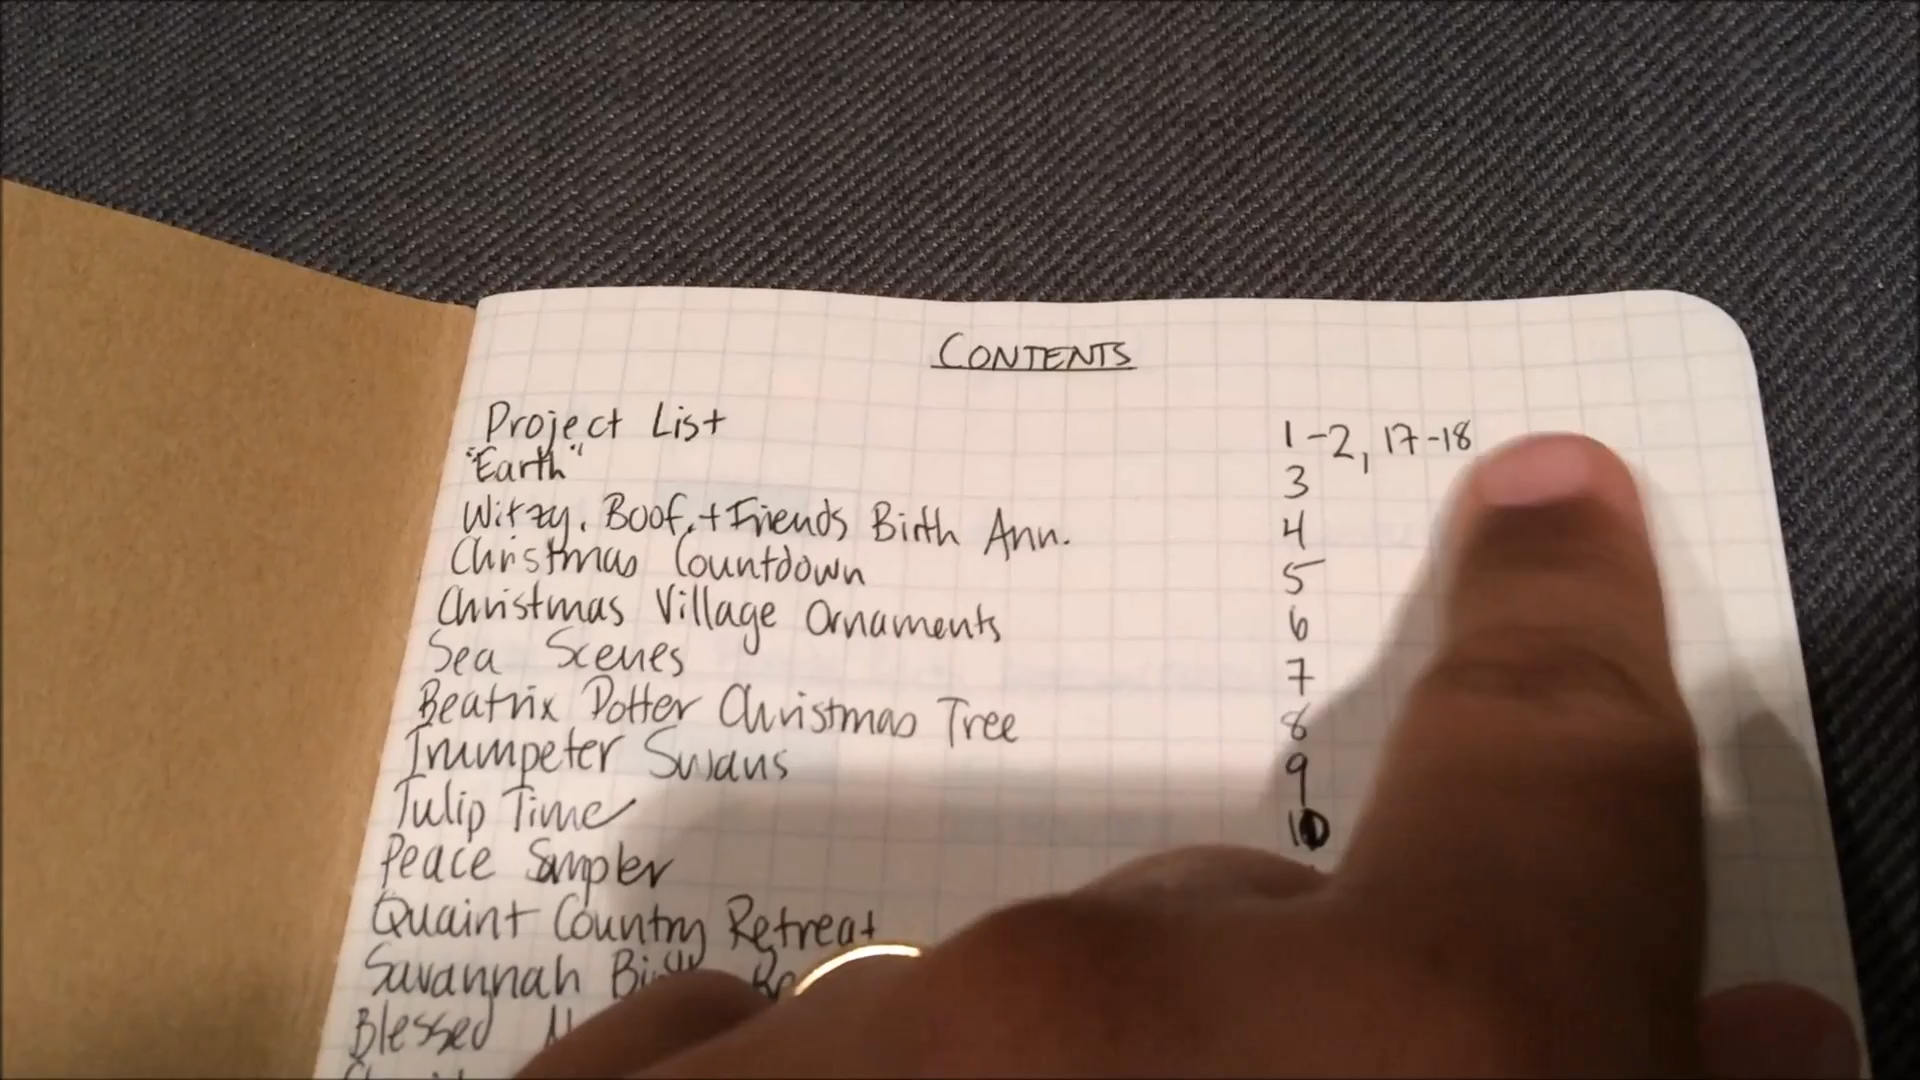 CONTENTS
Project List 1-2, 17-18
"Earth" 3
Witzy, Boof, + Friends Birth Ann. 4
Christmas Countdown 5
Christmas Village Ornaments 6
Sea Scenes 7
Beatrix Potter Christmas Tree 8
Trumpeter Swans 9
Tulip Time 10
Peace Sampler
Quaint Country Retreat
Savannah
Blessed